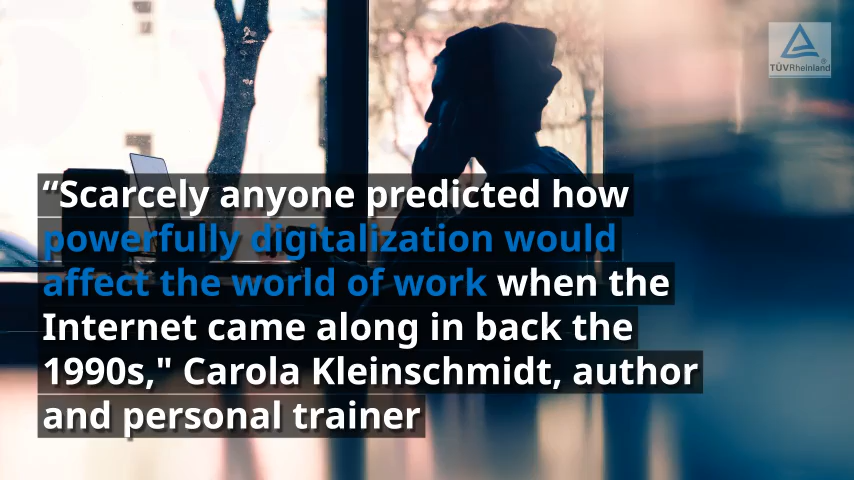 TÜVRheinland®
“Scarcely anyone predicted how
powerfully digitalization would
affect the world of work when the
Internet came along in back the
1990s," Carola Kleinschmidt, author
and personal trainer